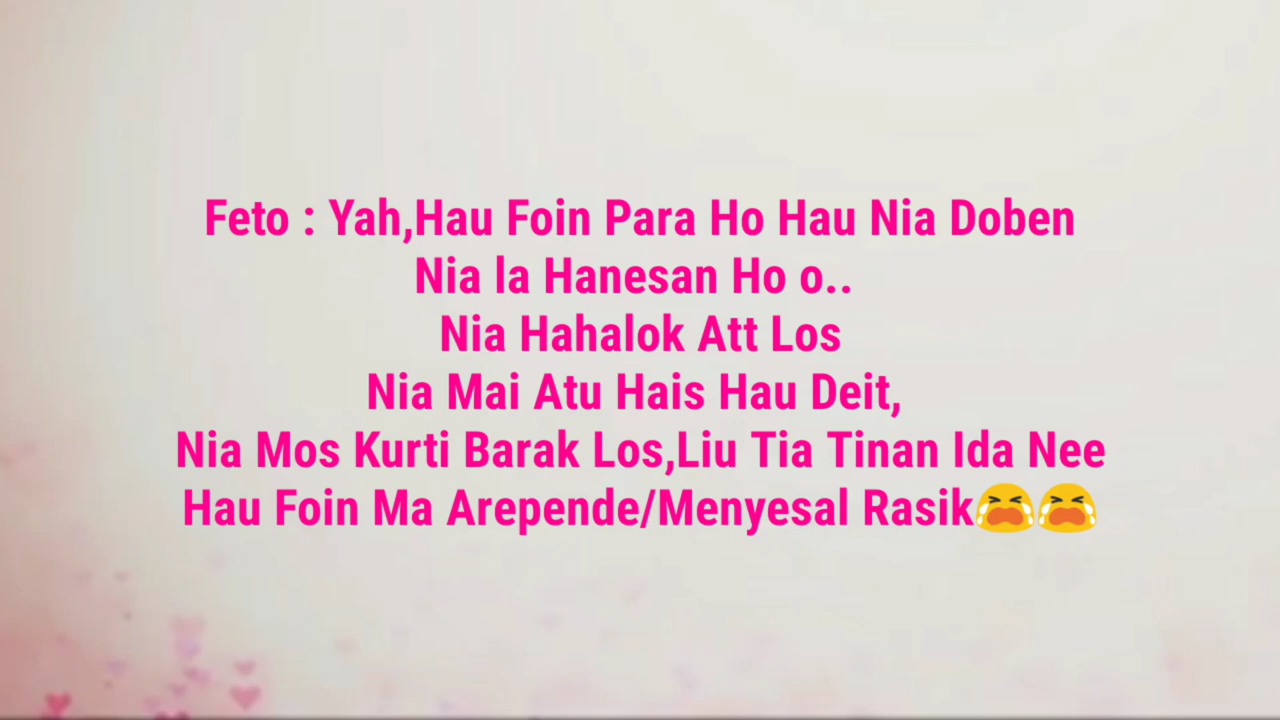 Feto : Yah,Hau Foin Para Ho Hau Nia Doben
Nia la Hanesan Ho o..
Nia Hahalok Att Los
Nia Mai Atu Hais Hau Deit,
Nia Mos Kurti Barak Los,Liu Tia Tinan Ida Nee
Hau Foin Ma Arepende/Menyesal Rasik😭😭